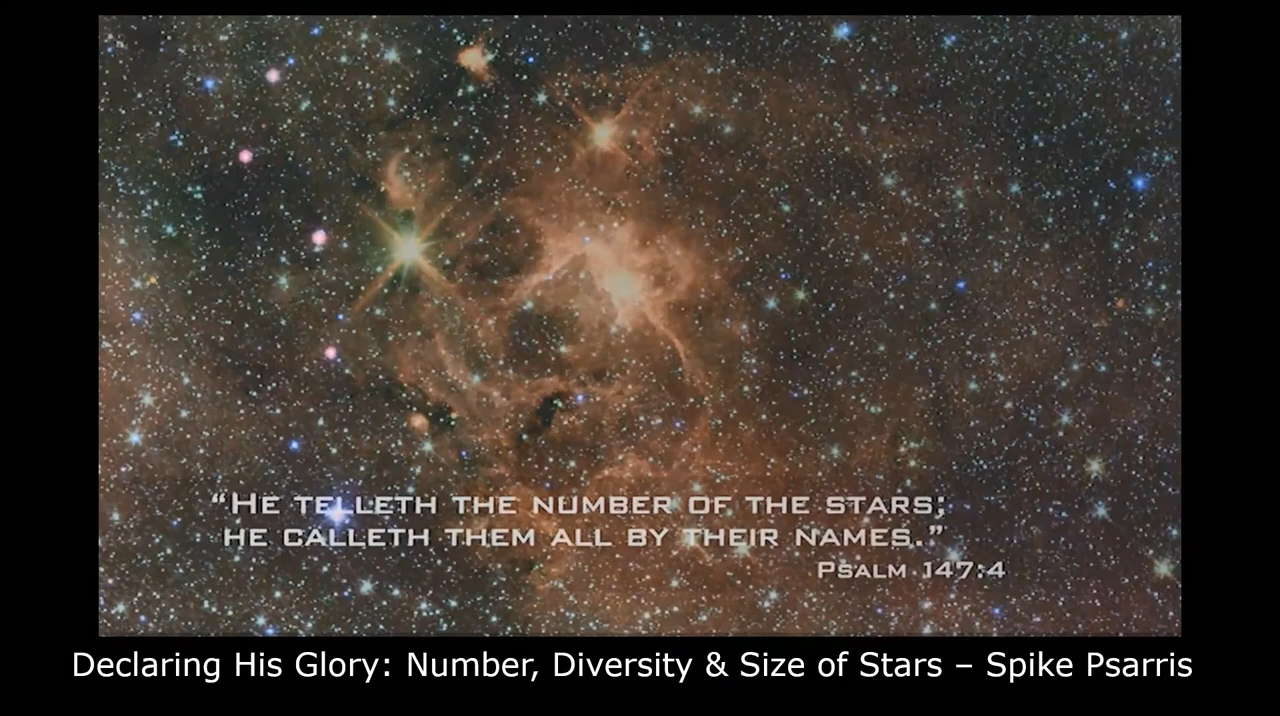 “He telleth the number of the stars;
he calleth them all by their names.”
Psalm 147:4
Declaring His Glory: Number, Diversity & Size of Stars – Spike Psarris